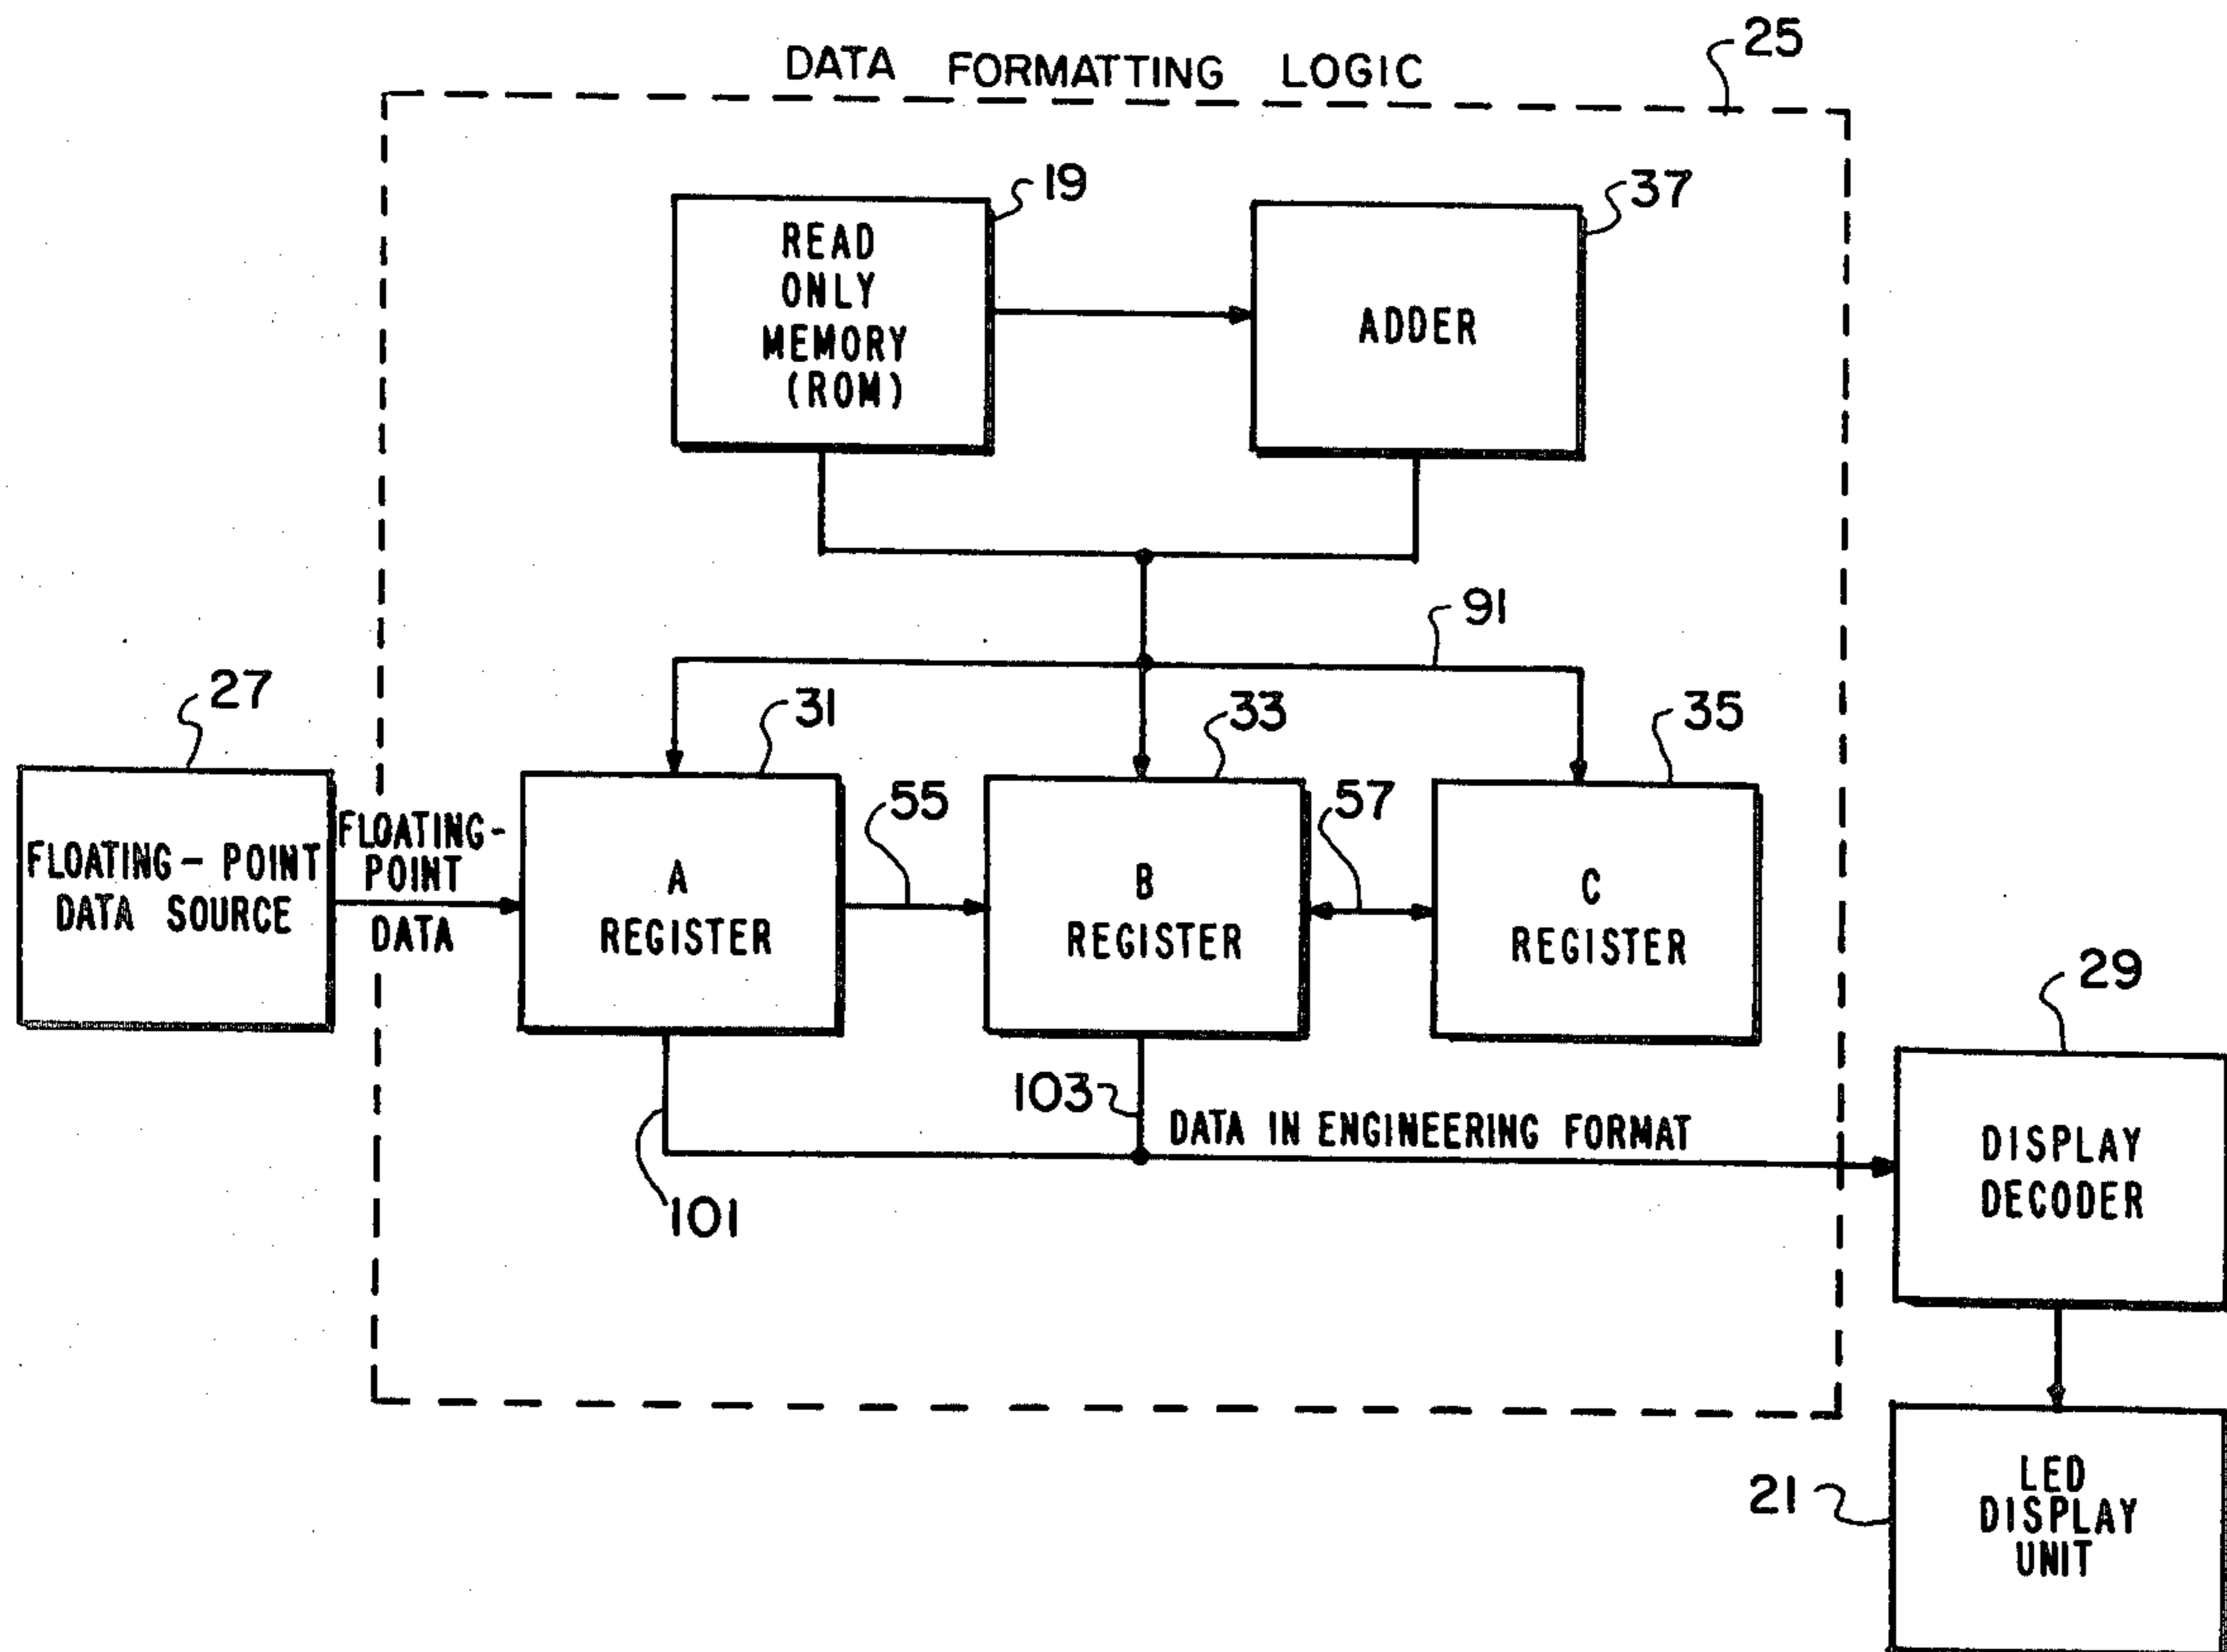 DATA FORMATTING LOGIC
25
19
37
READ
ONLY
MEMORY
(ROM)
ADDER
91
27
31
33
35
FLOATING – POINT
DATA SOURCE
FLOATING-
POINT
DATA
55
57
A
REGISTER
B
REGISTER
C
REGISTER
29
103
DATA IN ENGINEERING FORMAT
101
DISPLAY
DECODER
21
LED
DISPLAY
UNIT